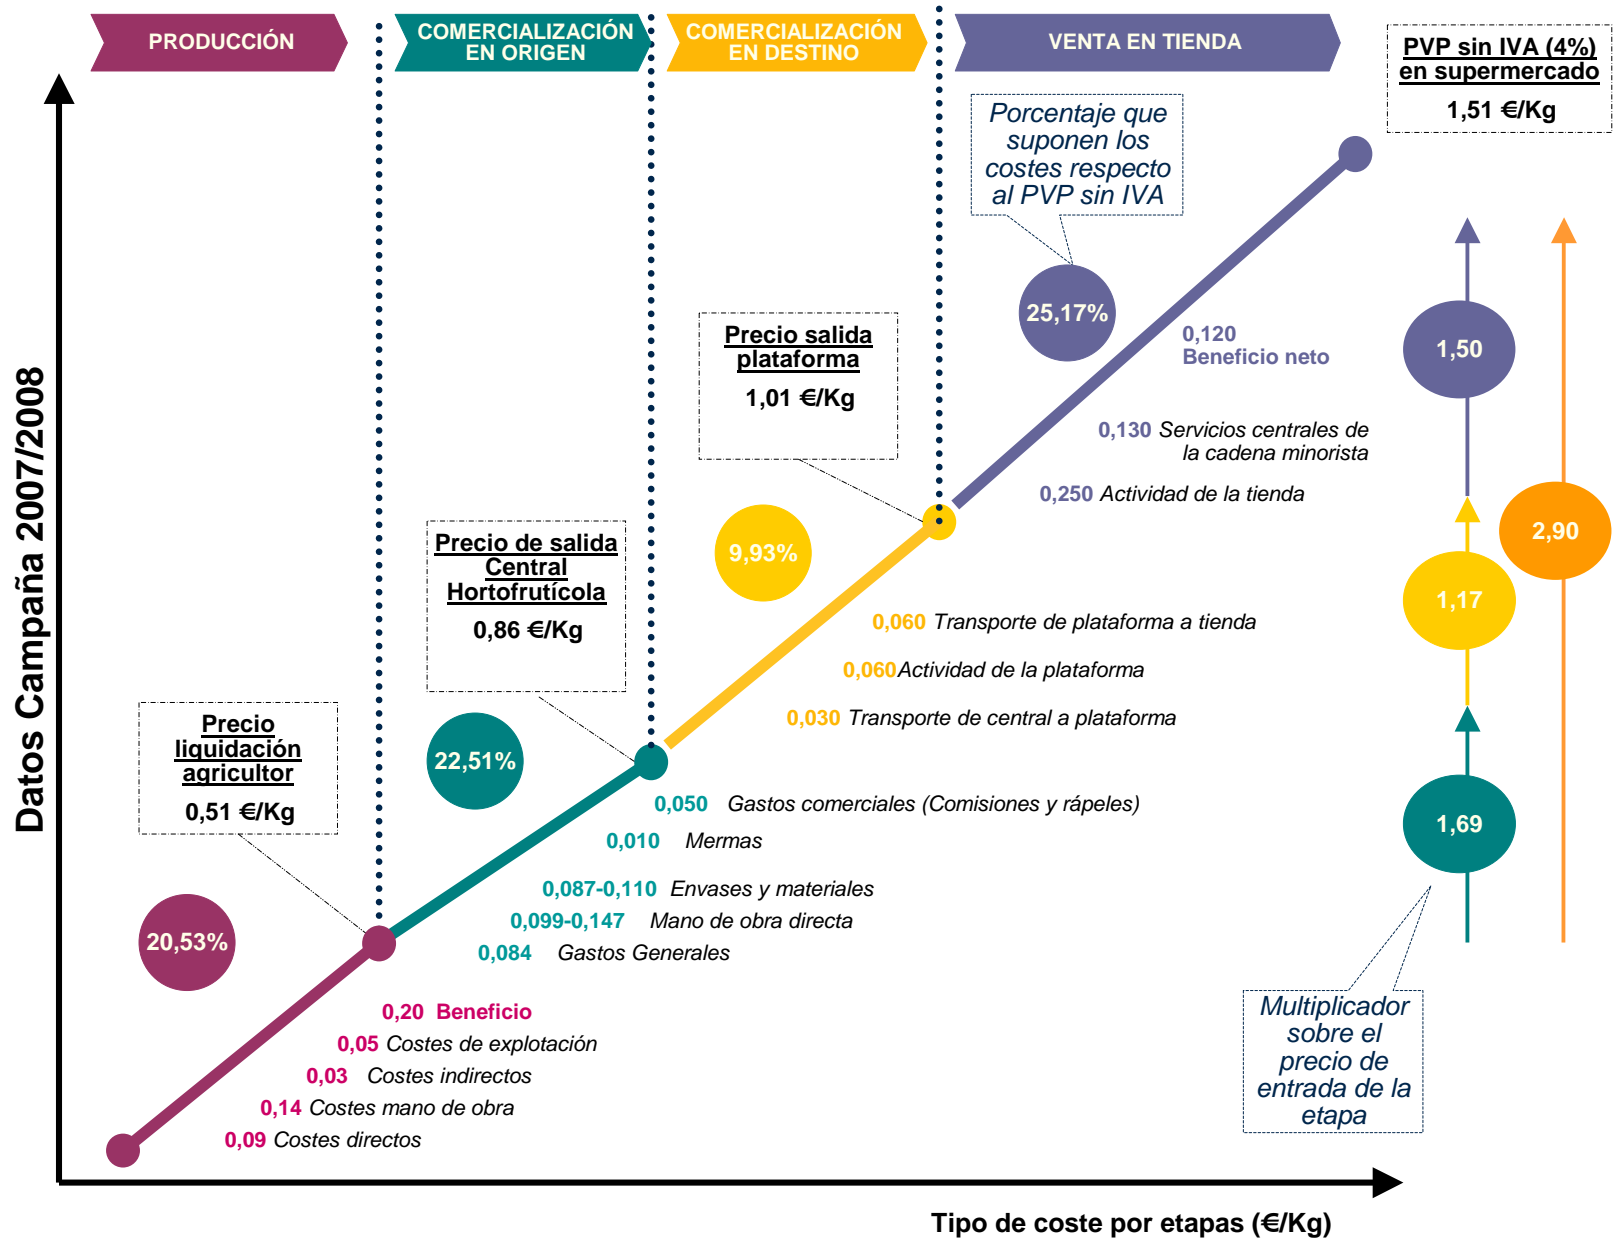 PRODUCCIÓN
COMERCIALIZACIÓN
EN ORIGEN
COMERCIALIZACIÓN
EN DESTINO
VENTA EN TIENDA
PVP sin IVA (4%)
en supermercado
1,51 €/Kg
Porcentaje que
suponen los
costes respecto
al PVP sin IVA
25,17%
0,120
Beneficio neto
0,130 Servicios centrales de
la cadena minorista
0,250 Actividad de la tienda
Precio salida
plataforma
1,01 €/Kg
9,93%
0,060 Transporte de plataforma a tienda
0,060 Actividad de la plataforma
0,030 Transporte de central a plataforma
Precio de salida
Central
Hortofrutícola
0,86 €/Kg
22,51%
0,050 Gastos comerciales (Comisiones y rápeles)
0,010 Mermas
0,087-0,110 Envases y materiales
0,099-0,147 Mano de obra directa
0,084 Gastos Generales
Precio
liquidación
agricultor
0,51 €/Kg
20,53%
0,20 Beneficio
0,05 Costes de explotación
0,03 Costes indirectos
0,14 Costes mano de obra
0,09 Costes directos
1,50
2,90
1,17
1,69
Multiplicador
sobre el
precio de
entrada de la
etapa
Datos Campaña 2007/2008
Tipo de coste por etapas (€/Kg)